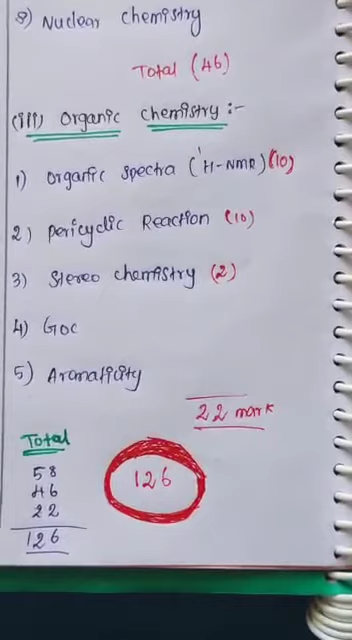 8) Nuclear chemistry
Total (46)
(iii) Organic chemistry :-
1) Organic spectra (¹H-NMR) (10)
2) Pericyclic Reaction (10)
3) Stereo chemistry (2)
4) GOC
5) Aromaticity
22 mark
Total
58
46
22
126
126